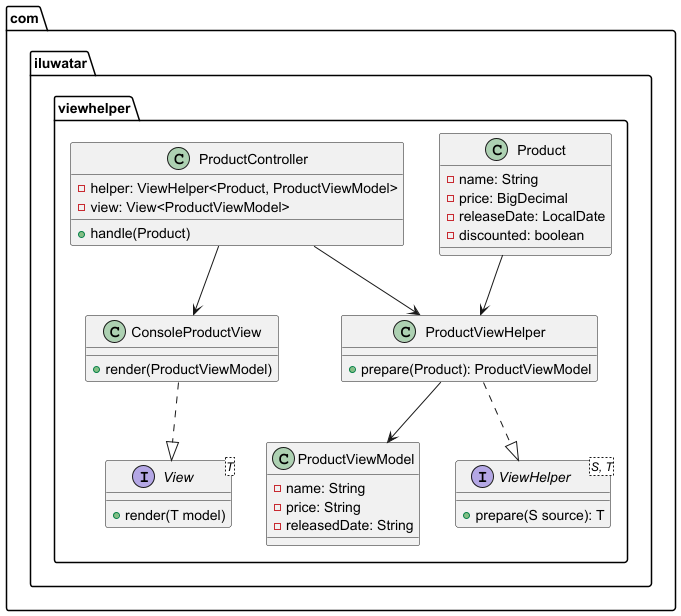 com
iluwatar
viewhelper
C ProductController
helper: ViewHelper<Product, ProductViewModel>
view: View<ProductViewModel>
handle(Product)
C Product
name: String
price: BigDecimal
releaseDate: LocalDate
discounted: boolean
C ConsoleProductView
render(ProductViewModel)
C ProductViewHelper
prepare(Product): ProductViewModel
I View T
render(T model)
C ProductViewModel
name: String
price: String
releasedDate: String
I ViewHelper S, T
prepare(S source): T